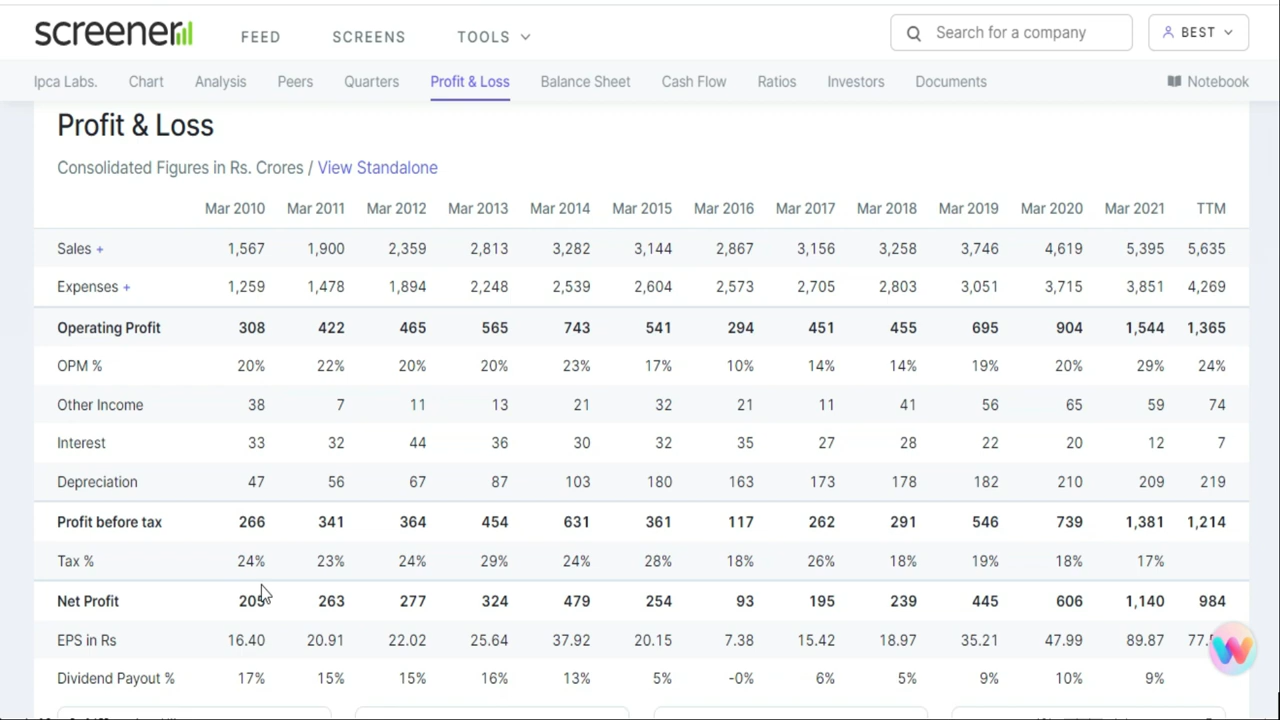 screener FEED SCREENS TOOLS Search for a company BEST
Ipca Labs. Chart Analysis Peers Quarters Profit & Loss Balance Sheet Cash Flow Ratios Investors Documents Notebook
Profit & Loss
Consolidated Figures in Rs. Crores / View Standalone
Mar 2010 Mar 2011 Mar 2012 Mar 2013 Mar 2014 Mar 2015 Mar 2016 Mar 2017 Mar 2018 Mar 2019 Mar 2020 Mar 2021 TTM
Sales + 1,567 1,900 2,359 2,813 3,282 3,144 2,867 3,156 3,258 3,746 4,619 5,395 5,635
Expenses + 1,259 1,478 1,894 2,248 2,539 2,604 2,573 2,705 2,803 3,051 3,715 3,851 4,269
Operating Profit 308 422 465 565 743 541 294 451 455 695 904 1,544 1,365
OPM % 20% 22% 20% 20% 23% 17% 10% 14% 14% 19% 20% 29% 24%
Other Income 38 7 11 13 21 32 21 11 41 56 65 59 74
Interest 33 32 44 36 30 32 35 27 28 22 20 12 7
Depreciation 47 56 67 87 103 180 163 173 178 182 210 209 219
Profit before tax 266 341 364 454 631 361 117 262 291 546 739 1,381 1,214
Tax % 24% 23% 24% 29% 24% 28% 18% 26% 18% 19% 18% 17%
Net Profit 205 263 277 324 479 254 93 195 239 445 606 1,140 984
EPS in Rs 16.40 20.91 22.02 25.64 37.92 20.15 7.38 15.42 18.97 35.21 47.99 89.87
Dividend Payout % 17% 15% 15% 16% 13% 5% -0% 6% 5% 9% 10% 9%